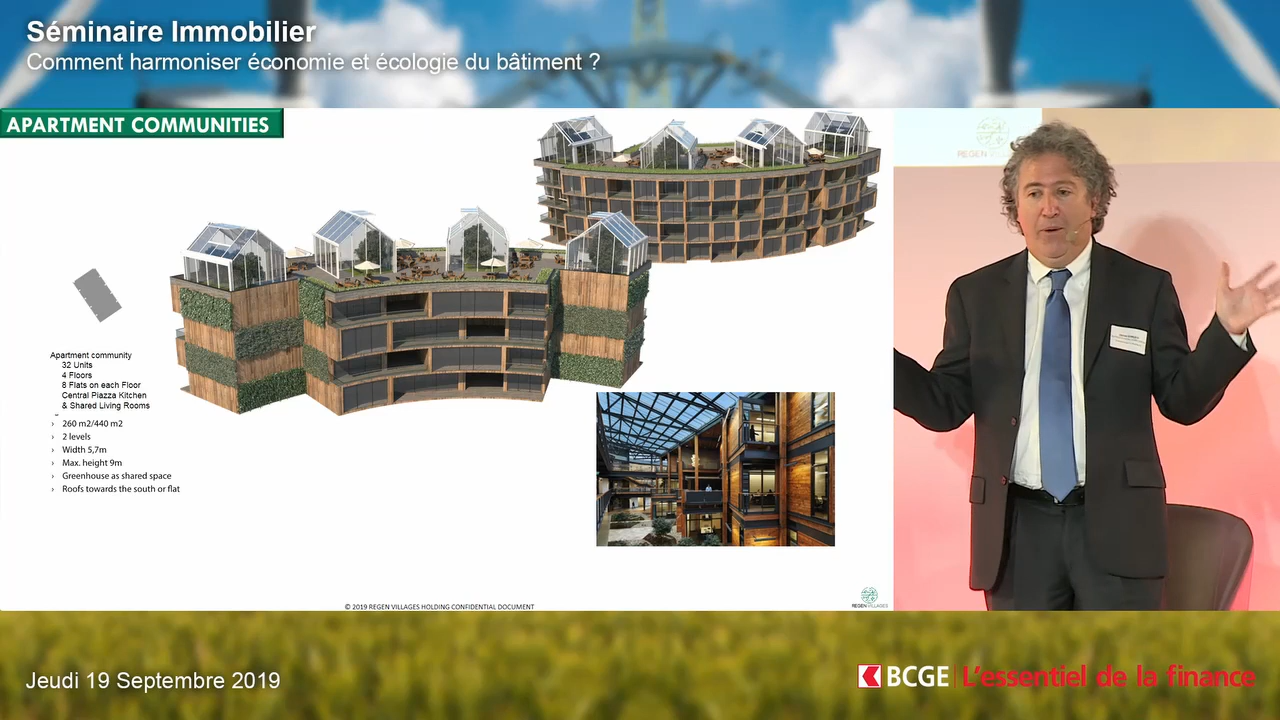 Séminaire Immobilier
Comment harmoniser économie et écologie du bâtiment ?
APARTMENT COMMUNITIES
REGEN
Apartment community
32 Units
4 Floors
8 Flats on each Floor
Central Piazza Kitchen
& Shared Living Rooms
› 260 m2/440 m2
› 2 levels
› Width 5,7m
› Max. height 9m
› Greenhouse as shared space
› Roofs towards the south or flat
© 2019 REGEN VILLAGES HOLDING CONFIDENTIAL DOCUMENT
REGEN VILLAGES
Jeudi 19 Septembre 2019
BCGE L'essentiel de la finance